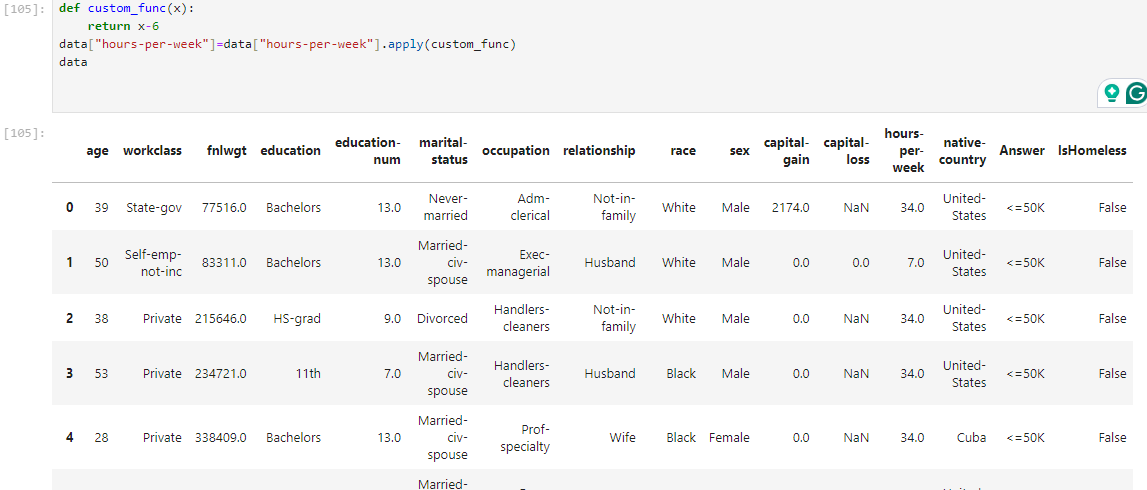 [105]: def custom_func(x):
return x-6
data["hours-per-week"]=data["hours-per-week"].apply(custom_func)
data
[105]:
age workclass fnlwgt education education-num marital-status occupation relationship race sex capital-gain capital-loss hours-per-week native-country Answer IsHomeless
0 39 State-gov 77516.0 Bachelors 13.0 Never-married Adm-clerical Not-in-family White Male 2174.0 NaN 34.0 United-States <=50K False
1 50 Self-emp-not-inc 83311.0 Bachelors 13.0 Married-civ-spouse Exec-managerial Husband White Male 0.0 0.0 7.0 United-States <=50K False
2 38 Private 215646.0 HS-grad 9.0 Divorced Handlers-cleaners Not-in-family White Male 0.0 NaN 34.0 United-States <=50K False
3 53 Private 234721.0 11th 7.0 Married-civ-spouse Handlers-cleaners Husband Black Male 0.0 NaN 34.0 United-States <=50K False
4 28 Private 338409.0 Bachelors 13.0 Married-civ-spouse Prof-specialty Wife Black Female 0.0 NaN 34.0 Cuba <=50K False
Married-